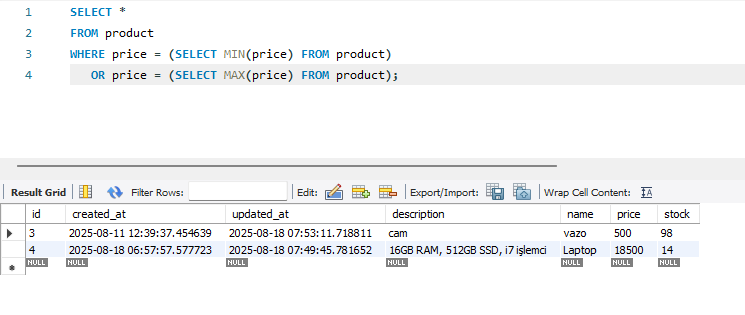 1 SELECT *
2 FROM product
3 WHERE price = (SELECT MIN(price) FROM product)
4 OR price = (SELECT MAX(price) FROM product);
Result Grid Filter Rows: Edit: Export/Import: Wrap Cell Content: IA
id created_at updated_at description name price stock
3 2025-08-11 12:39:37.454639 2025-08-18 07:53:11.718811 cam vazo 500 98
4 2025-08-18 06:57:57.577723 2025-08-18 07:49:45.781652 16GB RAM, 512GB SSD, i7 işlemci Laptop 18500 14
NULL NULL NULL NULL NULL NULL NULL